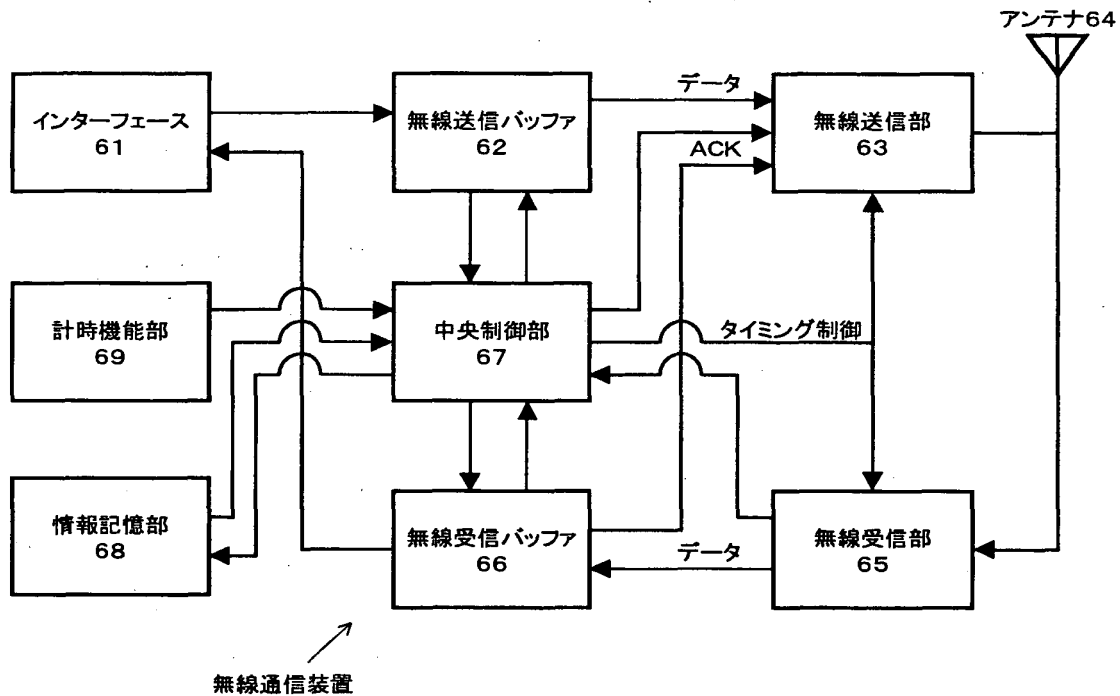 アンテナ64
インターフェース
61
無線送信バッファ
62
データ
無線送信部
63
ACK
計時機能部
69
中央制御部
67
タイミング制御
情報記憶部
68
無線受信バッファ
66
データ
無線受信部
65
無線通信装置